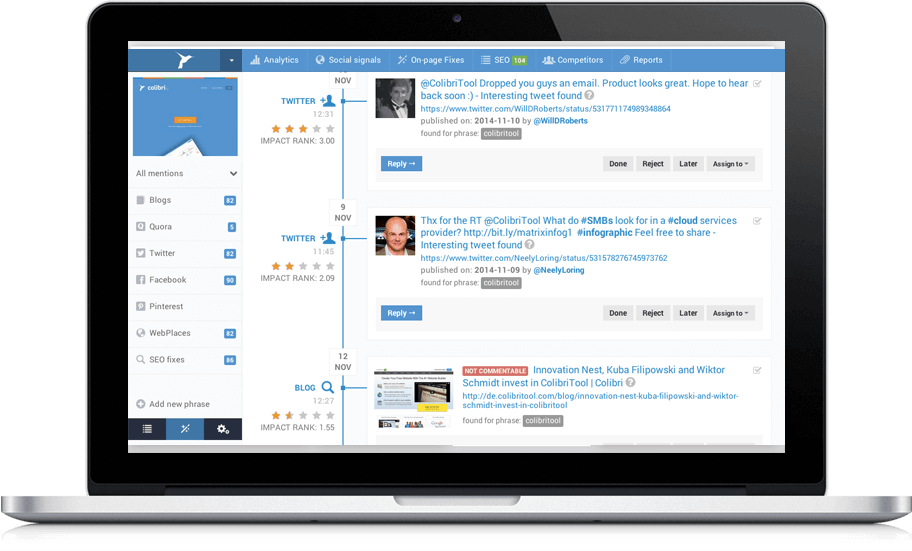 Analytics
Social signals
On-page Fixes
SEO 104
Competitors
Reports
colibri
All mentions
Blogs 82
Quora 5
Twitter 82
Facebook 90
Pinterest
WebPlaces 82
SEO fixes 86
Add new phrase
NOV
TWITTER
12:31
IMPACT RANK: 3.00
@ColibriTool Dropped you guys an email. Product looks great. Hope to hear
back soon :) - Interesting tweet found ?
https://www.twitter.com/WillDRoberts/status/531771174989348864
published on: 2014-11-10 by @WillDRoberts
found for phrase: colibritool
Reply → Done Reject Later Assign to
9
NOV
TWITTER
11:45
IMPACT RANK: 2.09
Thx for the RT @ColibriTool What do #SMBs look for in a #cloud services
provider? http://bit.ly/matrixinfog1 #infographic Feel free to share -
Interesting tweet found ?
https://www.twitter.com/NeelyLoring/status/531578276745973762
published on: 2014-11-09 by @NeelyLoring
found for phrase: colibritool
Reply → Done Reject Later Assign to
12
NOV
BLOG
12:27
IMPACT RANK: 1.55
NOT COMMENTABLE Innovation Nest, Kuba Filipowski and Wiktor
Schmidt invest in ColibriTool | Colibri ?
http://de.colibritool.com/blog/innovation-nest-kuba-filipowski-and-wiktor-
schmidt-invest-in-colibritool
found for phrase: colibritool